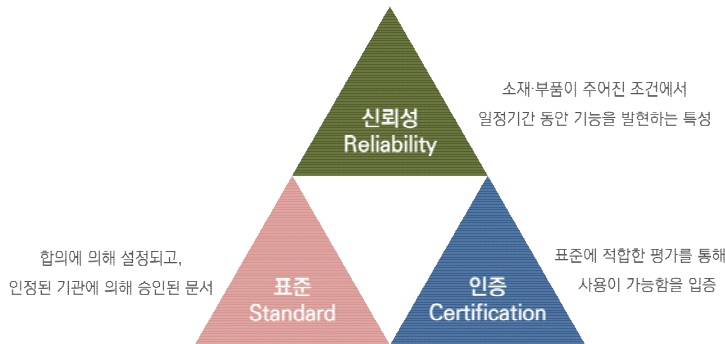 신뢰성
Reliability
소재·부품이 주어진 조건에서
일정기간 동안 기능을 발현하는 특성
합의에 의해 설정되고,
인정된 기관에 의해 승인된 문서
표준
Standard
인증
Certification
표준에 적합한 평가를 통해
사용이 가능함을 입증